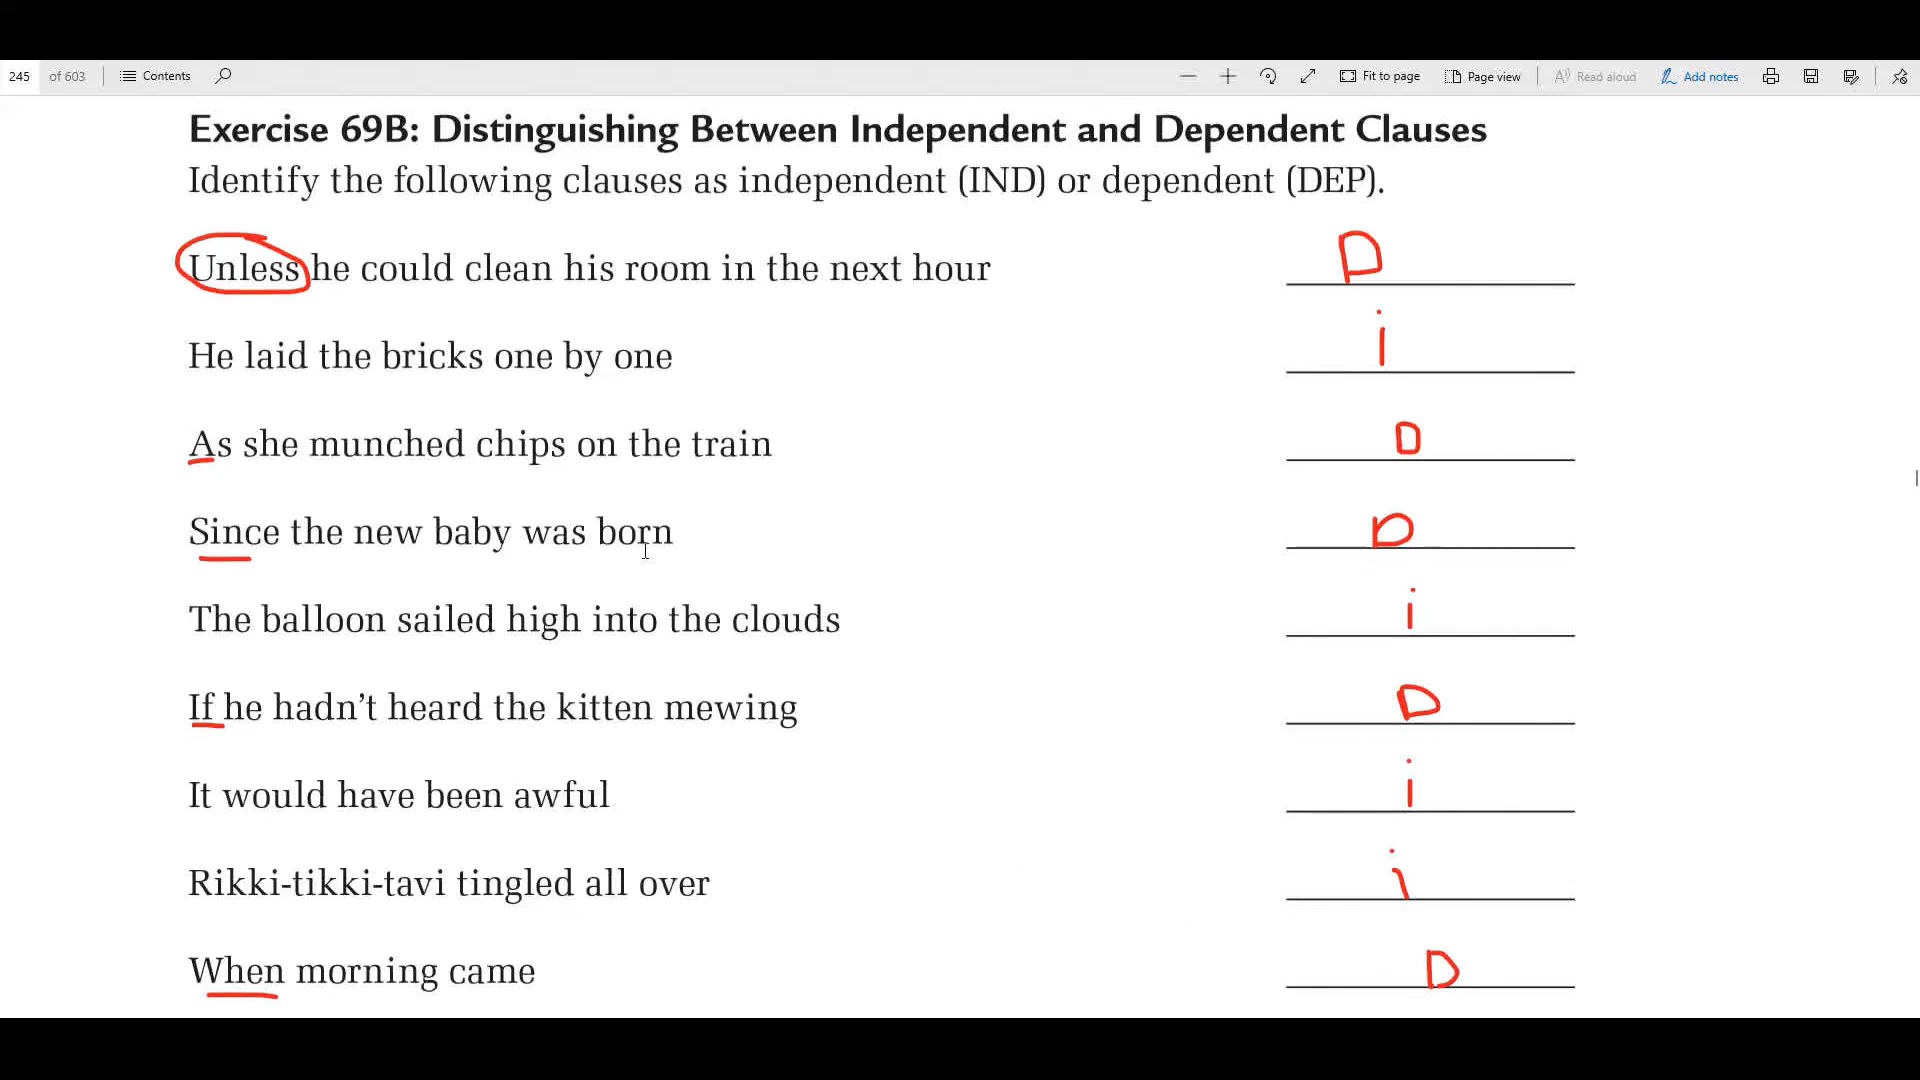 245 of 603 Contents Fit to page Page view Read aloud Add notes
Exercise 69B: Distinguishing Between Independent and Dependent Clauses
Identify the following clauses as independent (IND) or dependent (DEP).
Unless he could clean his room in the next hour D
He laid the bricks one by one i
As she munched chips on the train D
Since the new baby was born D
The balloon sailed high into the clouds i
If he hadn’t heard the kitten mewing D
It would have been awful i
Rikki-tikki-tavi tingled all over i
When morning came D